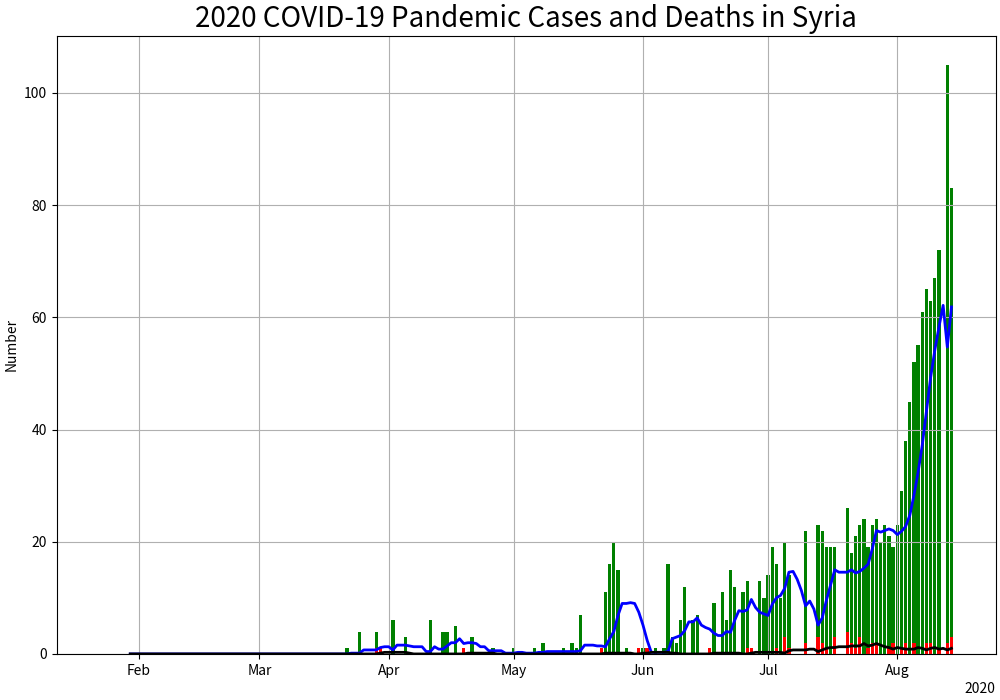 2020 COVID-19 Pandemic Cases and Deaths in Syria
Number
100
80
60
40
20
0
Feb
Mar
Apr
May
Jun
Jul
Aug
2020